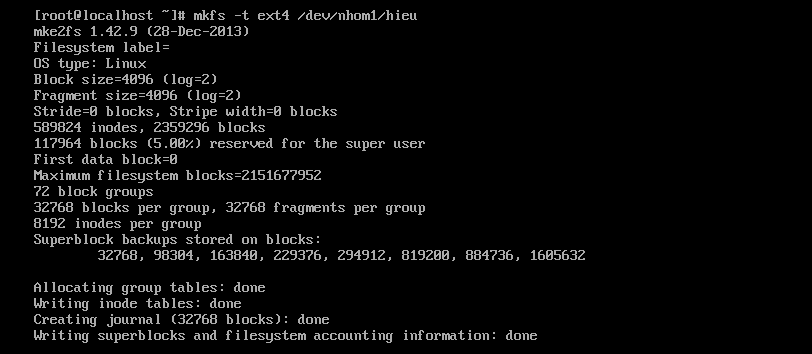 [root@localhost ~]# mkfs -t ext4 /dev/nhom1/hieu
mke2fs 1.42.9 (28-Dec-2013)
Filesystem label=
OS type: Linux
Block size=4096 (log=2)
Fragment size=4096 (log=2)
Stride=0 blocks, Stripe width=0 blocks
589824 inodes, 2359296 blocks
117964 blocks (5.00%) reserved for the super user
First data block=0
Maximum filesystem blocks=2151677952
72 block groups
32768 blocks per group, 32768 fragments per group
8192 inodes per group
Superblock backups stored on blocks:
32768, 98304, 163840, 229376, 294912, 819200, 884736, 1605632
Allocating group tables: done
Writing inode tables: done
Creating journal (32768 blocks): done
Writing superblocks and filesystem accounting information: done